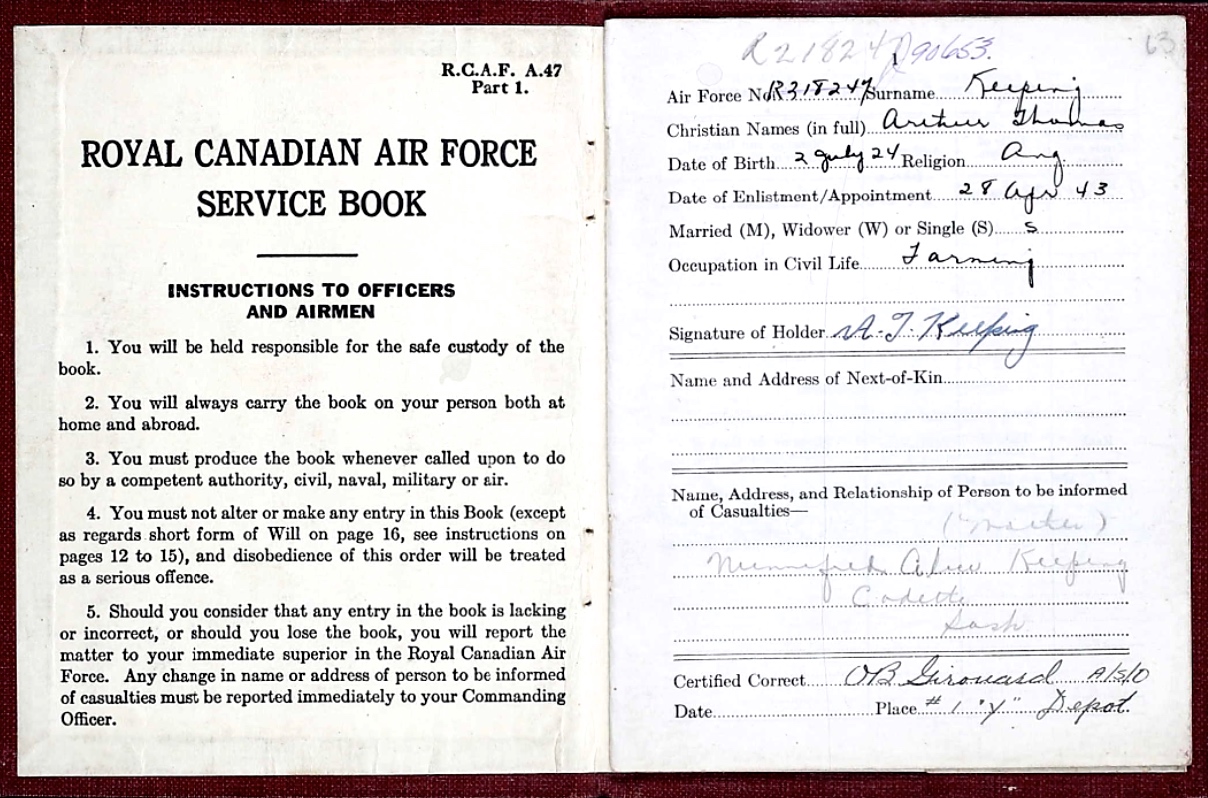 R.C.A.F. A.47
Part 1.
ROYAL CANADIAN AIR FORCE
SERVICE BOOK
INSTRUCTIONS TO OFFICERS
AND AIRMEN
1. You will be held responsible for the safe custody of the
book.
2. You will always carry the book on your person both at
home and abroad.
3. You must produce the book whenever called upon to do
so by a competent authority, civil, naval, military or air.
4. You must not alter or make any entry in this Book (except
as regards short form of Will on page 16, see instructions on
pages 12 to 15), and disobedience of this order will be treated
as a serious offence.
5. Should you consider that any entry in the book is lacking
or incorrect, or should you lose the book, you will report the
matter to your immediate superior in the Royal Canadian Air
Force. Any change in name or address of person to be informed
of casualties must be reported immediately to your Commanding
Officer.
63
90653.
Air Force No. Surname Keeping
Christian Names (in full) Arthur Thomas
Date of Birth 2 July 24 Religion Ang.
Date of Enlistment/Appointment 28 Apr 43
Married (M), Widower (W) or Single (S) S
Occupation in Civil Life Farming
Signature of Holder A. T. Keeping
Name and Address of Next-of-Kin
Name, Address, and Relationship of Person to be informed
of Casualties—
(Mother)
Keeping
Codette
Sask
Certified Correct OB Girouard A/S/O
Date Place # 1 "Y" Depot.